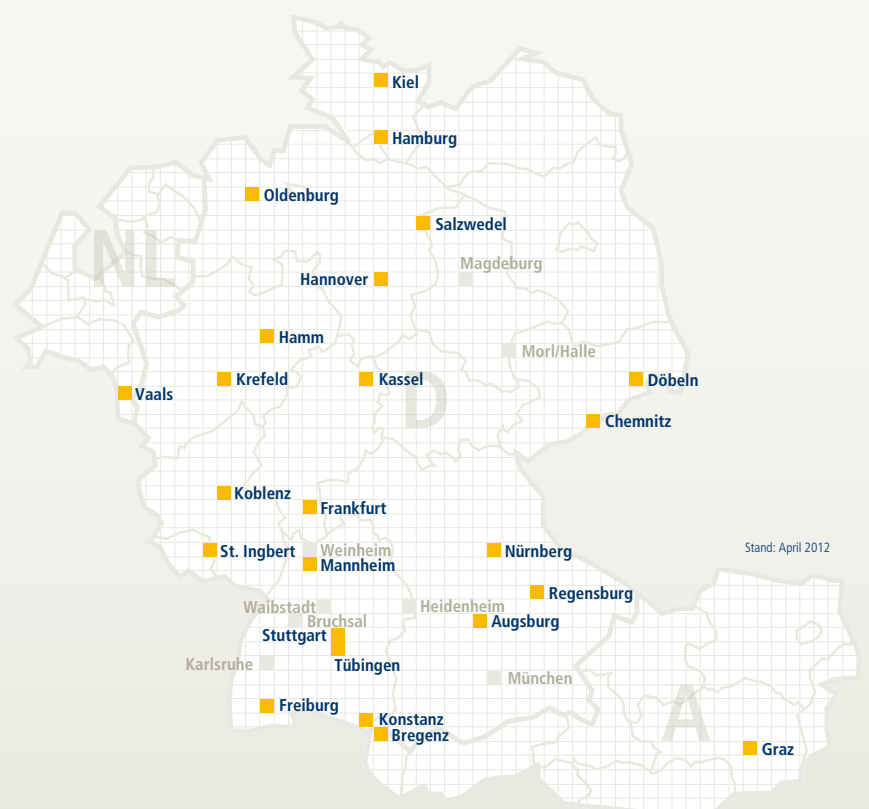 Kiel
Hamburg
Oldenburg
Salzwedel
NL
Magdeburg
Hannover
Hamm
Morl/Halle
Krefeld
Kassel
Döbeln
Vaals
D
Chemnitz
Koblenz
Frankfurt
Stand: April 2012
St. Ingbert
Weinheim
Nürnberg
Mannheim
Regensburg
Waibstadt
Heidenheim
Bruchsal
Augsburg
Stuttgart
Karlsruhe
Tübingen
München
Freiburg
A
Konstanz
Bregenz
Graz